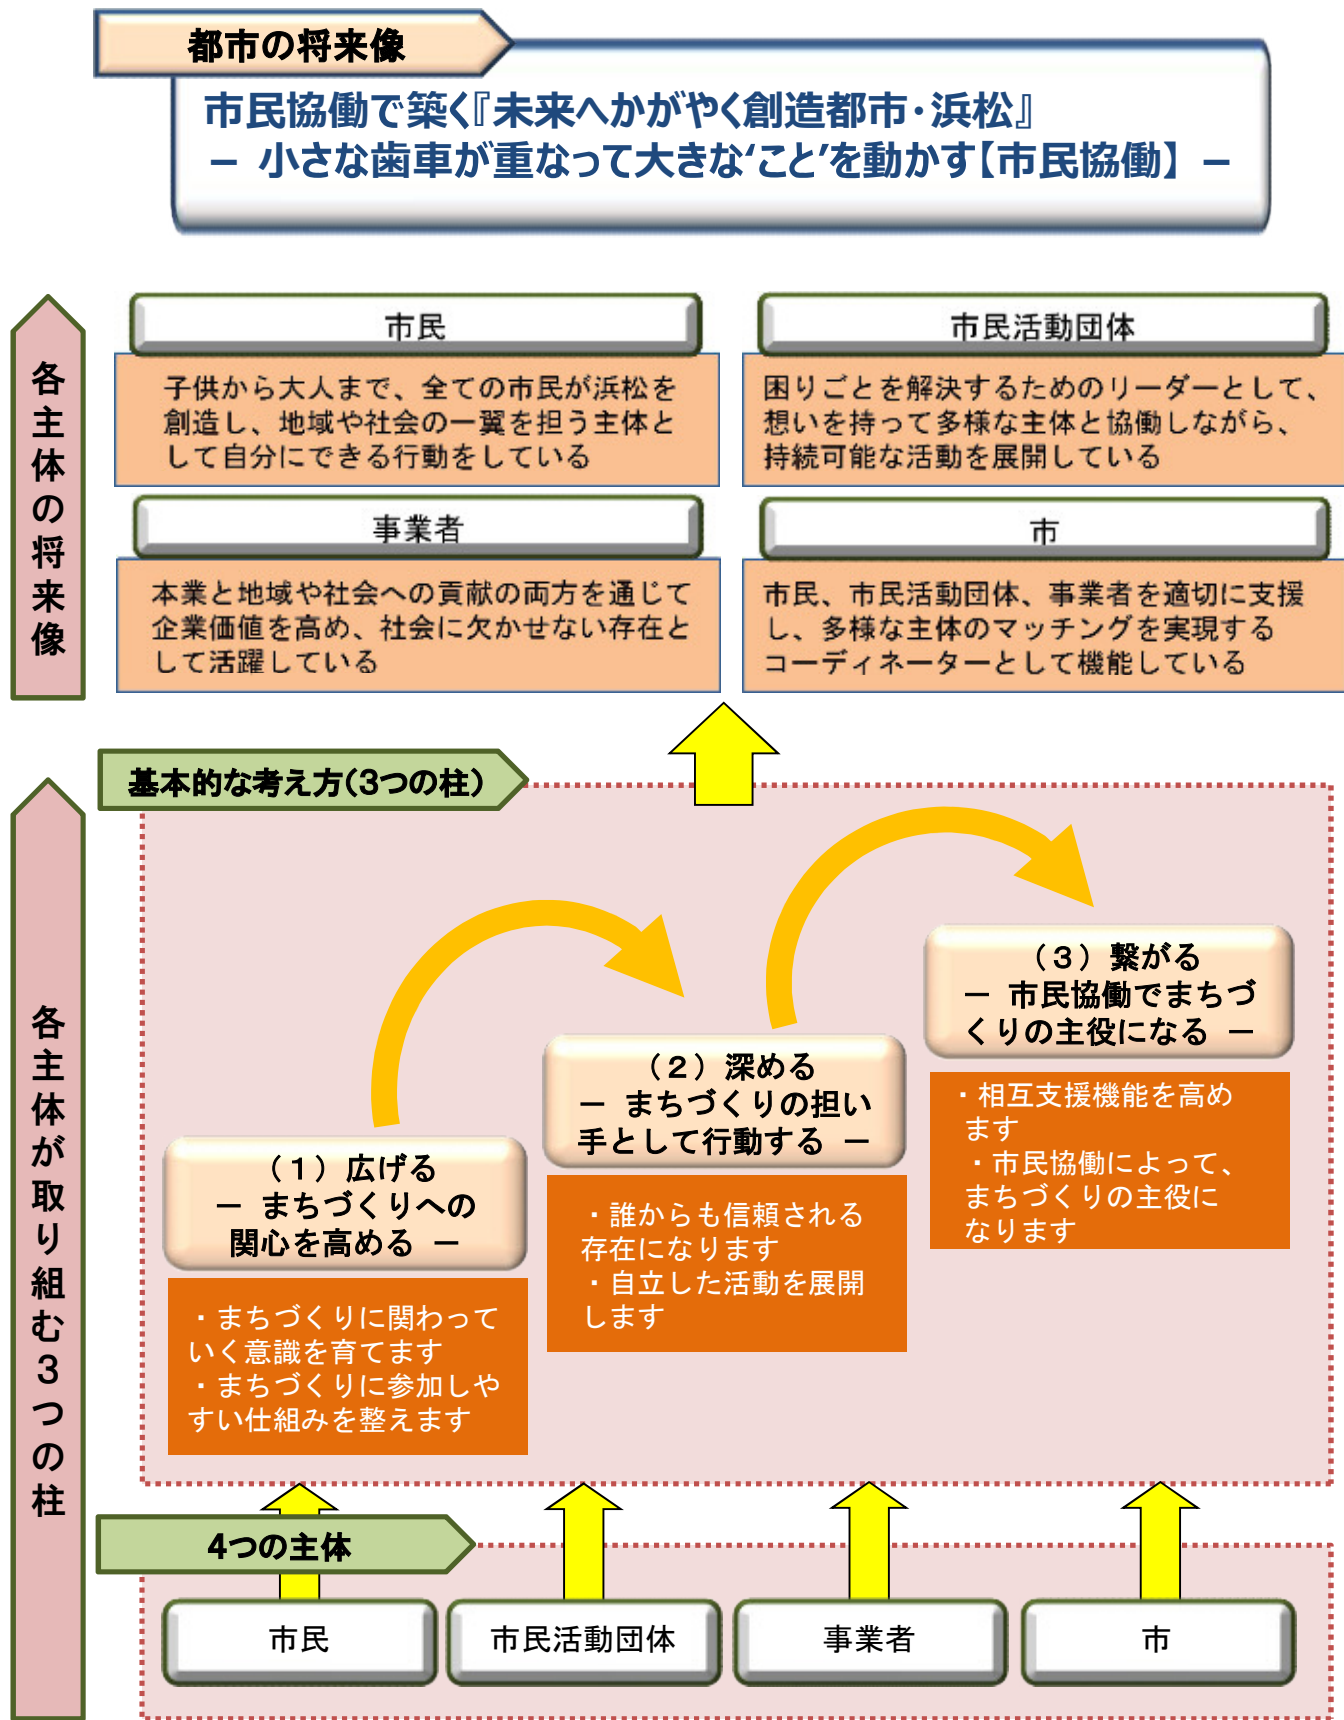 都市の将来像
市民協働で築く『未来へかがやく創造都市・浜松』
－ 小さな歯車が重なって大きな‘こと’を動かす【市民協働】 －
各主体の将来像
市民
子供から大人まで、全ての市民が浜松を
創造し、地域や社会の一翼を担う主体と
して自分にできる行動をしている
市民活動団体
困りごとを解決するためのリーダーとして、
想いを持って多様な主体と協働しながら、
持続可能な活動を展開している
事業者
本業と地域や社会への貢献の両方を通じて
企業価値を高め、社会に欠かせない存在と
して活躍している
市
市民、市民活動団体、事業者を適切に支援
し、多様な主体のマッチングを実現する
コーディネーターとして機能している
各主体が取り組む３つの柱
基本的な考え方（3つの柱）
（１）広げる
－ まちづくりへの
関心を高める －
・まちづくりに関わって
いく意識を育てます
・まちづくりに参加しや
すい仕組みを整えます
（２）深める
－ まちづくりの担い
手として行動する －
・誰からも信頼される
存在になります
・自立した活動を展開
します
（３）繋がる
－ 市民協働でまちづ
くりの主役になる －
・相互支援機能を高め
ます
・市民協働によって、
まちづくりの主役に
なります
4つの主体
市民
市民活動団体
事業者
市